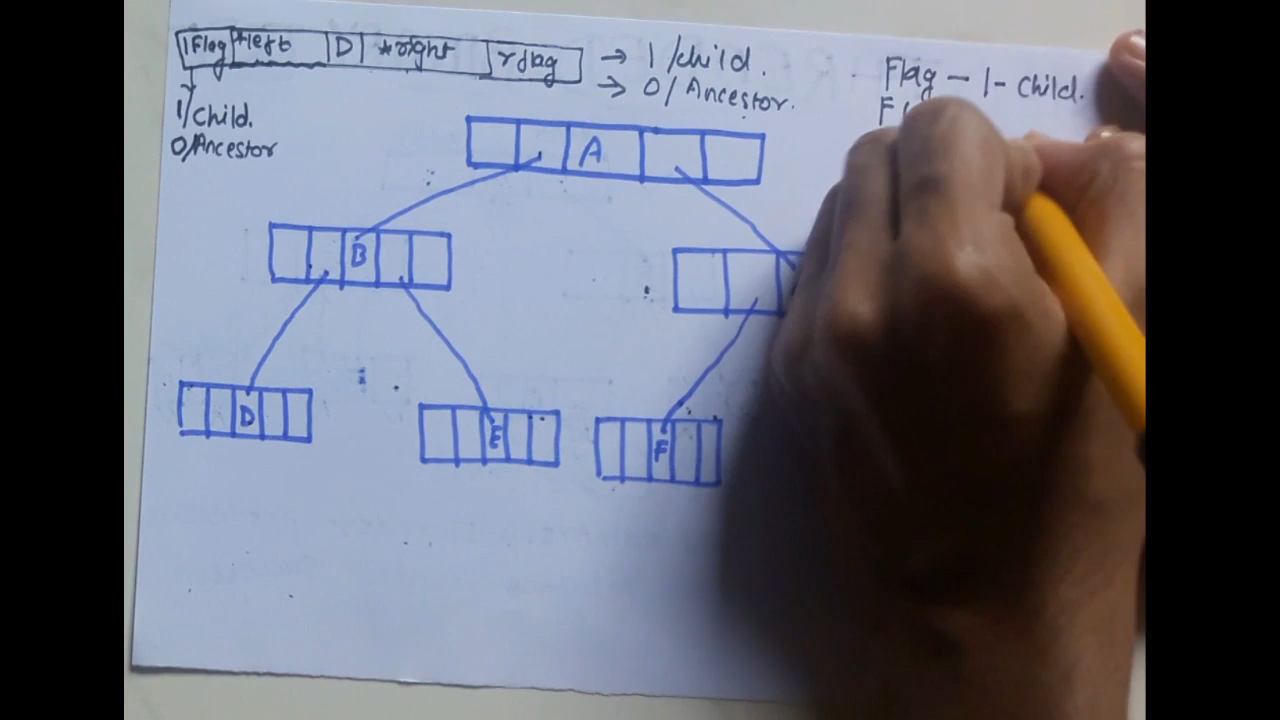 lFlag *left D *right rflag → 1/child.
→ 0/Ancestor.
1/child.
0/Ancestor
Flag - 1- child.
F
A
B
D
E
F